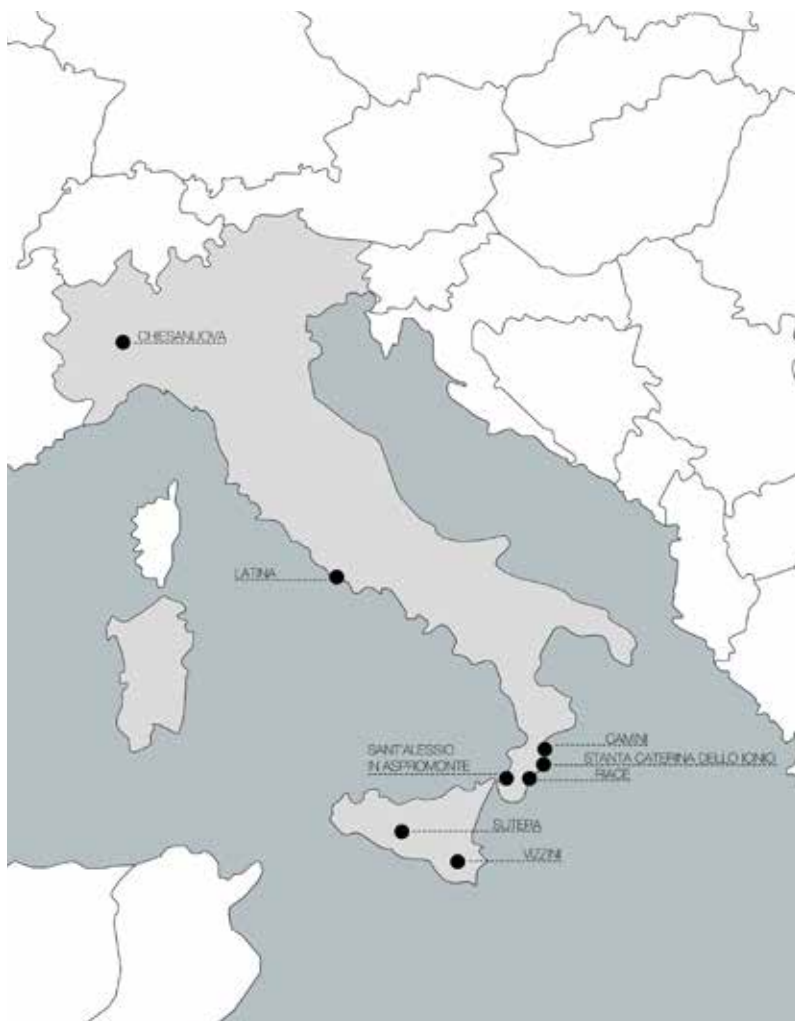 CHIESANUOVA
LATINA
CAMINI
SANT'ALESSIO
IN ASPROMONTE
STANTA CATERINA DELLO IONIO
RIACE
SUTERA
VIZZINI